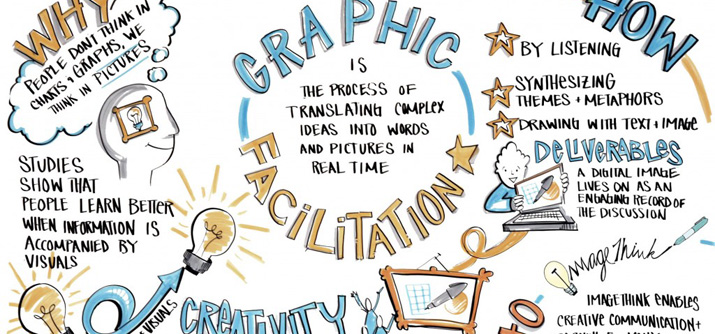 WHY
PEOPLE DON'T THINK IN
CHARTS + GRAPHS, WE
THINK IN PICTURES
STUDIES
SHOW THAT
PEOPLE LEARN BETTER
WHEN INFORMATION IS
ACCOMPANIED BY
VISUALS
VISUALS
GRAPHIC
FACILITATION
IS
THE PROCESS OF
TRANSLATING COMPLEX
IDEAS INTO WORDS
AND PICTURES IN
REAL TIME
CREATIVITY
HOW
BY LISTENING
SYNTHESIZING
THEMES + METAPHORS
DRAWING WITH TEXT + IMAGE
DELIVERABLES
A DIGITAL IMAGE
LIVES ON AS AN
ENGAGING RECORD OF
THE DISCUSSION
ImageThink
TO
IMAGETHINK ENABLES
CREATIVE COMMUNICATION +